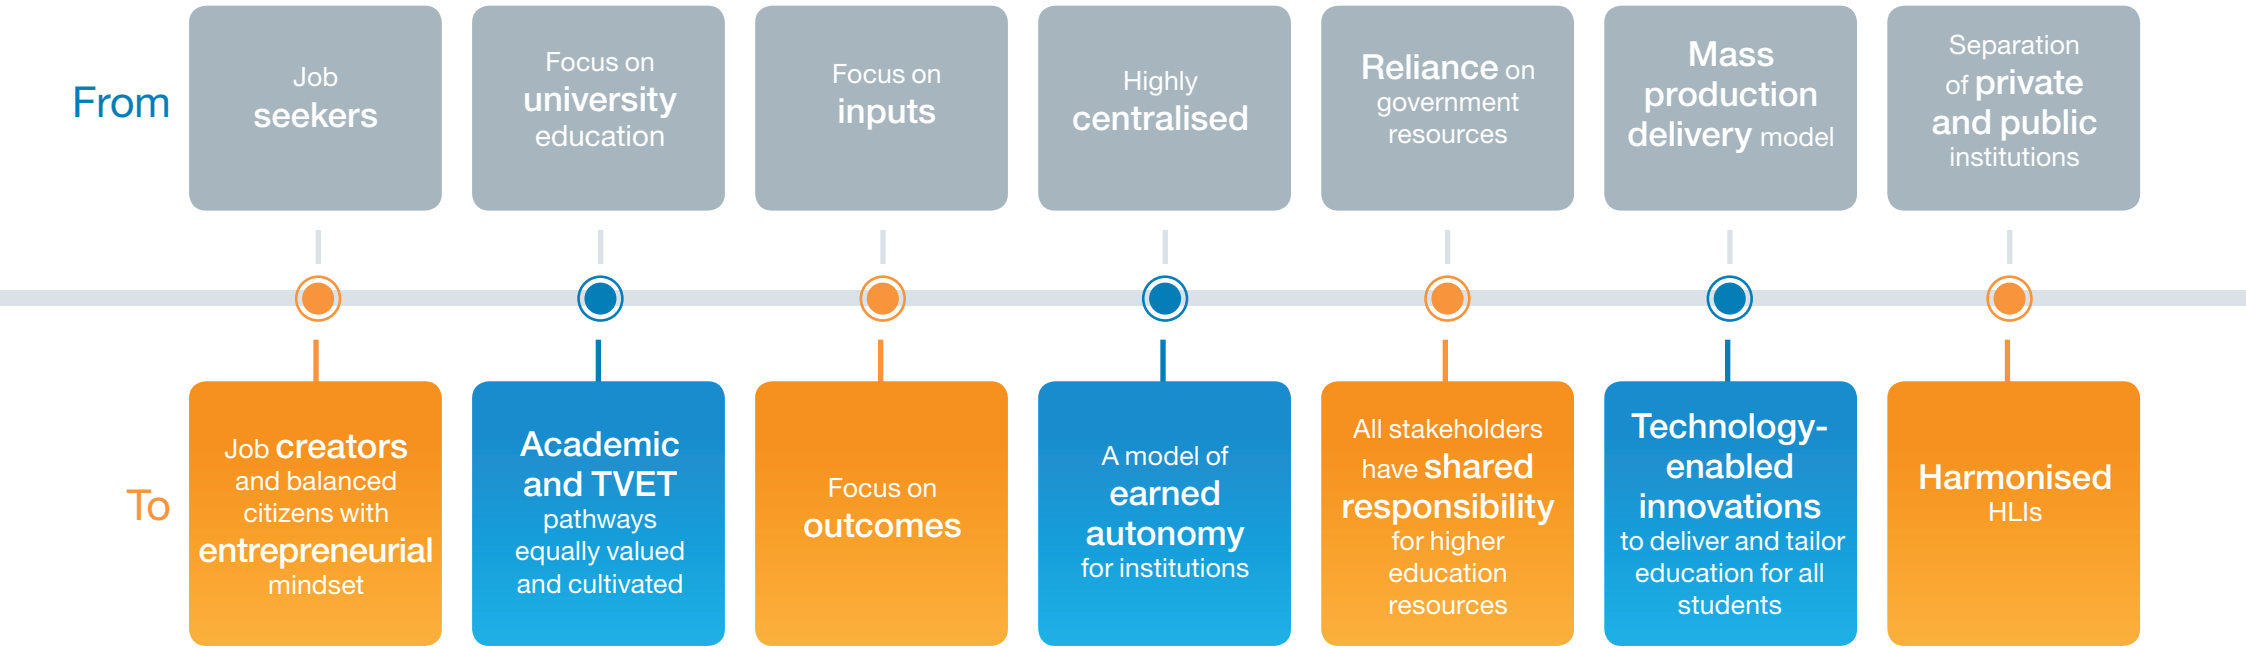 From
Job
seekers
Focus on
university
education
Focus on
inputs
Highly
centralised
Reliance on
government
resources
Mass
production
delivery model
Separation
of private
and public
institutions
To
Job creators
and balanced
citizens with
entrepreneurial
mindset
Academic
and TVET
pathways
equally valued
and cultivated
Focus on
outcomes
A model of
earned
autonomy
for institutions
All stakeholders
have shared
responsibility
for higher
education
resources
Technology-
enabled
innovations
to deliver and tailor
education for all
students
Harmonised
HLIs